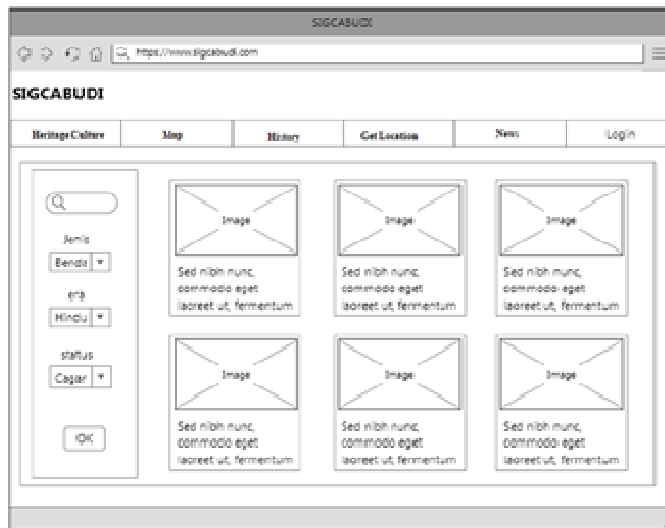 SIGCABUDI
https://www.sigcabudi.com
SIGCABUDI
Heritage Culture Map History Get Location News Login
Jenis
Benda
era
Hindu
status
Cagar
OK
Image Image Image
Sed nibh nunc, Sed nibh nunc, Sed nibh nunc,
commodo eget commodo eget commodo eget
laoreet ut, fermentum laoreet ut, fermentum laoreet ut, fermentum
Image Image Image
Sed nibh nunc, Sed nibh nunc, Sed nibh nunc,
commodo eget commodo eget commodo eget
laoreet ut, fermentum laoreet ut, fermentum laoreet ut, fermentum